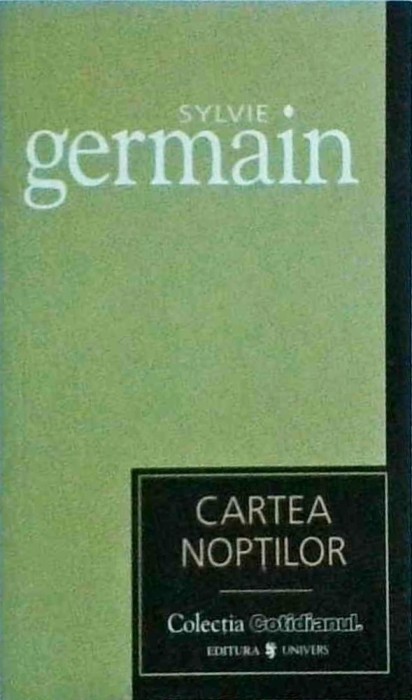 SYLVIE
germain
CARTEA
NOPȚILOR
Colecția Cotidianul.
EDITURA UNIVERS